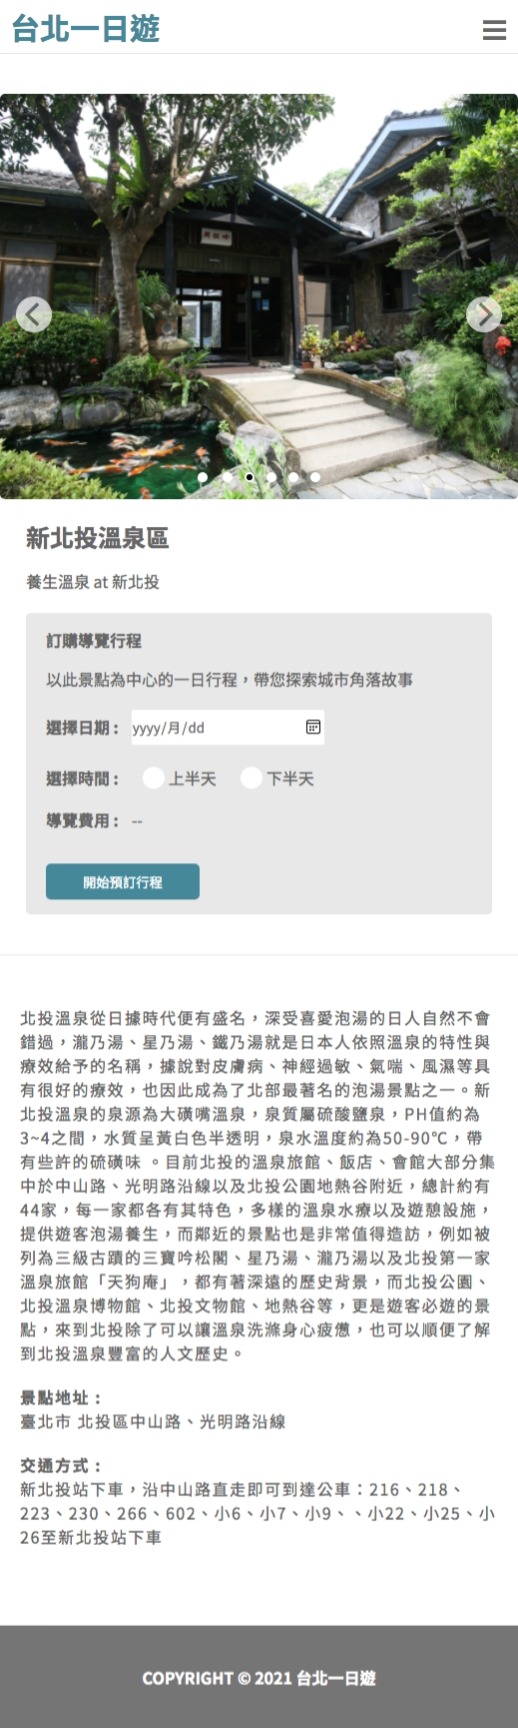 台北一日遊
新北投溫泉區
養生溫泉 at 新北投
訂購導覽行程
以此景點為中心的一日行程，帶您探索城市角落故事
選擇日期： yyyy/月/dd
選擇時間： 上半天 下半天
導覽費用： --
開始預訂行程
北投溫泉從日據時代便有盛名，深受喜愛泡湯的日人自然不會
錯過，瀧乃湯、星乃湯、鐵乃湯就是日本人依照溫泉的特性與
療效給予的名稱，據說對皮膚病、神經過敏、氣喘、風濕等具
有很好的療效，也因此成為了北部最著名的泡湯景點之一。新
北投溫泉的泉源為大磺嘴溫泉，泉質屬硫酸鹽泉，PH值約為
3~4之間，水質呈黃白色半透明，泉水溫度約為50-90℃，帶
有些許的硫磺味 。目前北投的溫泉旅館、飯店、會館大部分集
中於中山路、光明路沿線以及北投公園地熱谷附近，總計約有
44家，每一家都各有其特色，多樣的溫泉水療以及遊憩設施，
提供遊客泡湯養生，而鄰近的景點也是非常值得造訪，例如被
列為三級古蹟的三寶吟松閣、星乃湯、瀧乃湯以及北投第一家
溫泉旅館「天狗庵」，都有著深遠的歷史背景，而北投公園、
北投溫泉博物館、北投文物館、地熱谷等，更是遊客必遊的景
點，來到北投除了可以讓溫泉洗滌身心疲憊，也可以順便了解
到北投溫泉豐富的人文歷史。
景點地址：
臺北市 北投區中山路、光明路沿線
交通方式：
新北投站下車，沿中山路直走即可到達公車：216、218、
223、230、266、602、小6、小7、小9、、小22、小25、小
26至新北投站下車
COPYRIGHT © 2021 台北一日遊